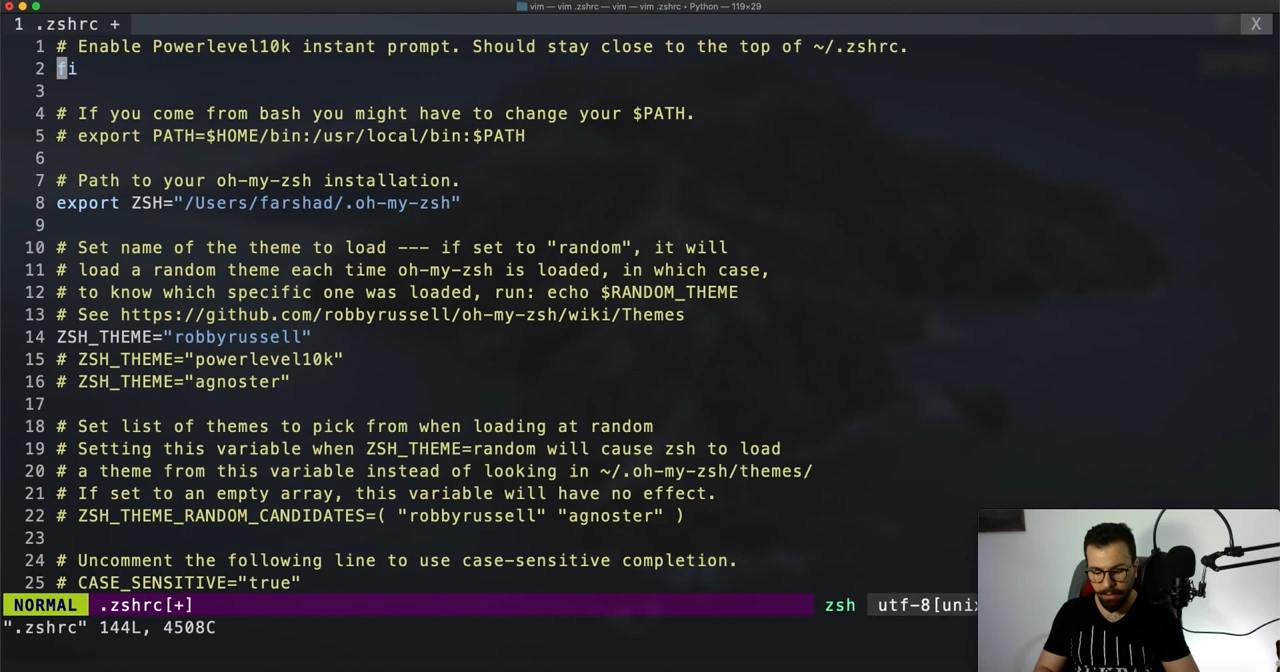 vim — vim .zshrc — vim — vim .zshrc • Python — 119×29
1 .zshrc + X
1 # Enable Powerlevel10k instant prompt. Should stay close to the top of ~/.zshrc.
2 fi
3
4 # If you come from bash you might have to change your $PATH.
5 # export PATH=$HOME/bin:/usr/local/bin:$PATH
6
7 # Path to your oh-my-zsh installation.
8 export ZSH="/Users/farshad/.oh-my-zsh"
9
10 # Set name of the theme to load --- if set to "random", it will
11 # load a random theme each time oh-my-zsh is loaded, in which case,
12 # to know which specific one was loaded, run: echo $RANDOM_THEME
13 # See https://github.com/robbyrussell/oh-my-zsh/wiki/Themes
14 ZSH_THEME="robbyrussell"
15 # ZSH_THEME="powerlevel10k"
16 # ZSH_THEME="agnoster"
17
18 # Set list of themes to pick from when loading at random
19 # Setting this variable when ZSH_THEME=random will cause zsh to load
20 # a theme from this variable instead of looking in ~/.oh-my-zsh/themes/
21 # If set to an empty array, this variable will have no effect.
22 # ZSH_THEME_RANDOM_CANDIDATES=( "robbyrussell" "agnoster" )
23
24 # Uncomment the following line to use case-sensitive completion.
25 # CASE_SENSITIVE="true"
NORMAL .zshrc[+] zsh utf-8[uni
".zshrc" 144L, 4508C